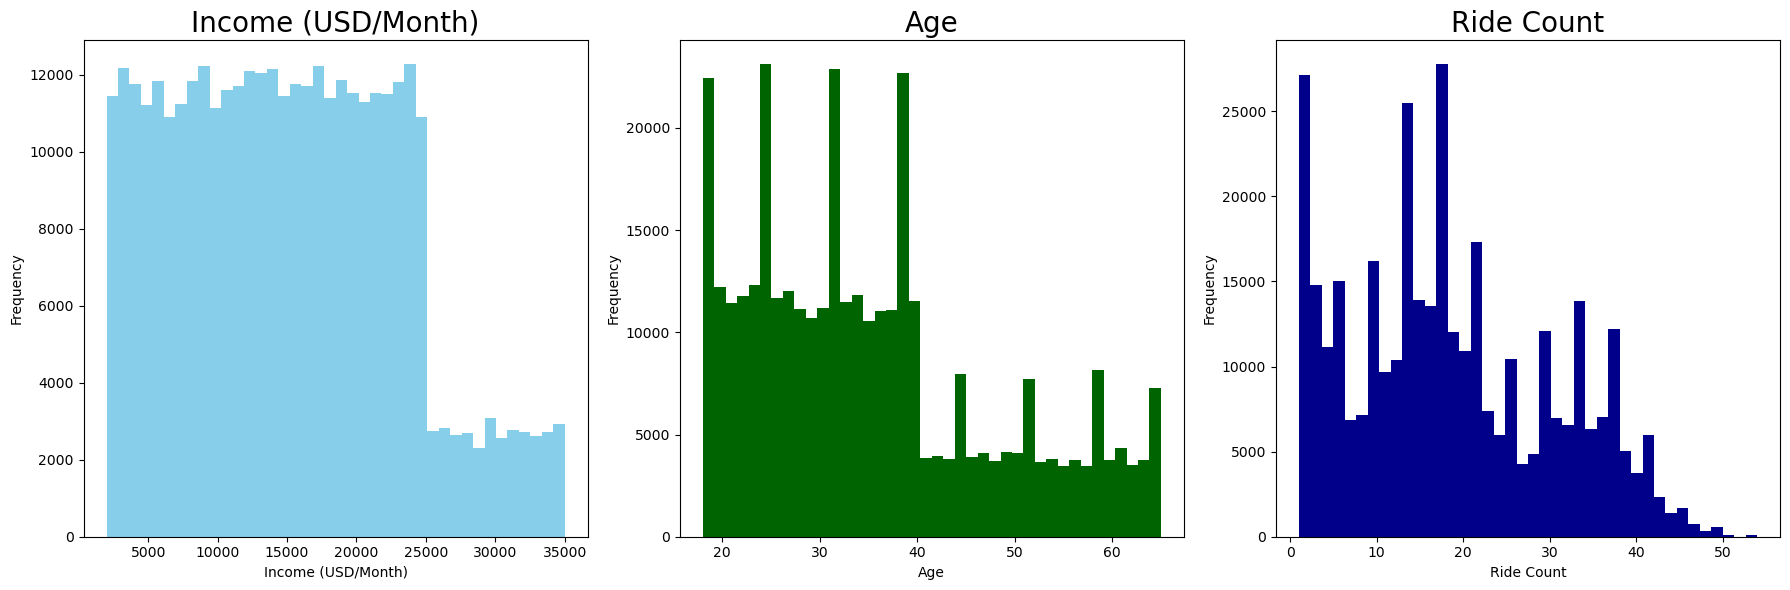 Income (USD/Month)
12000
10000
8000
6000
4000
2000
0
Frequency
5000 10000 15000 20000 25000 30000 35000
Income (USD/Month)
Age
20000
15000
10000
5000
0
Frequency
20 30 40 50 60
Age
Ride Count
25000
20000
15000
10000
5000
0
Frequency
0 10 20 30 40 50
Ride Count